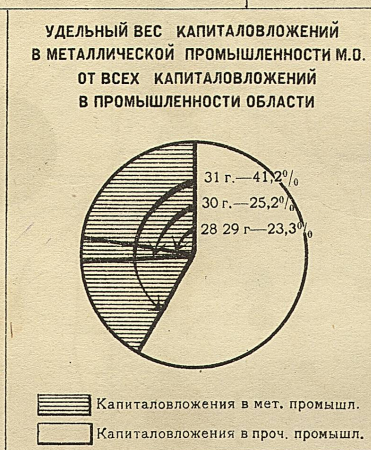 УДЕЛЬНЫЙ ВЕС КАПИТАЛОВЛОЖЕНИЙ
В МЕТАЛЛИЧЕСКОЙ ПРОМЫШЛЕННОСТИ М.О.
ОТ ВСЕХ КАПИТАЛОВЛОЖЕНИЙ
В ПРОМЫШЛЕННОСТИ ОБЛАСТИ
31 г.—41,2%
30 г.—25,2%
28 29 г—23,3%
Капиталовложения в мет. промышл.
Капиталовложения в проч. промышл.